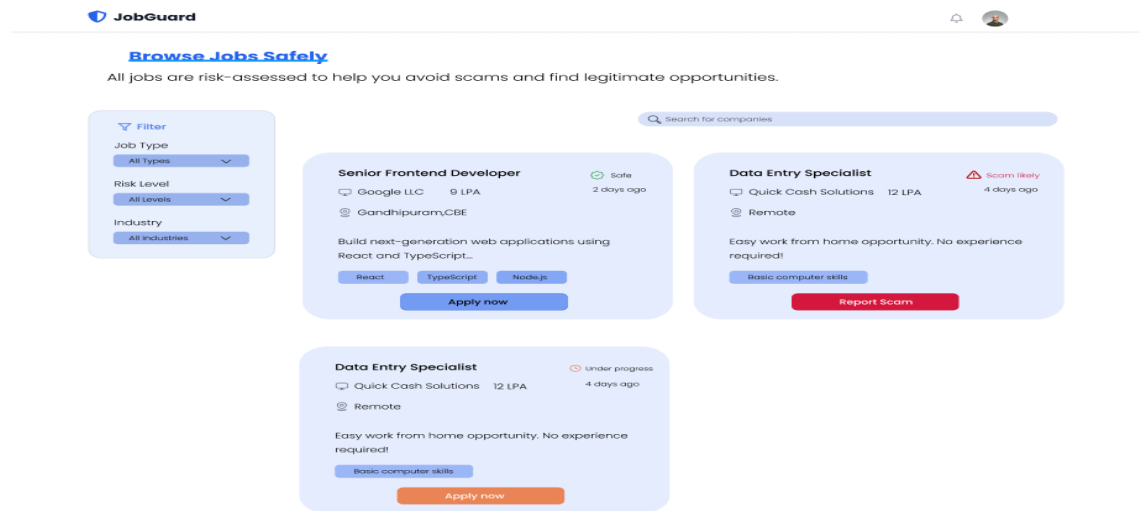 JobGuard
Browse Jobs Safely
All jobs are risk-assessed to help you avoid scams and find legitimate opportunities.
Filter
Job Type
All Types
Risk Level
All Levels
Industry
All Industries
Search for companies
Senior Frontend Developer
Safe
Google LLC 9 LPA
2 days ago
Gandhipuram,CBE
Build next-generation web applications using
React and TypeScript...
React TypeScript Node.js
Apply now
Data Entry Specialist
Scam likely
Quick Cash Solutions 12 LPA
4 days ago
Remote
Easy work from home opportunity. No experience
required!
Basic computer skills
Report Scam
Data Entry Specialist
Under progress
Quick Cash Solutions 12 LPA
4 days ago
Remote
Easy work from home opportunity. No experience
required!
Basic computer skills
Apply now